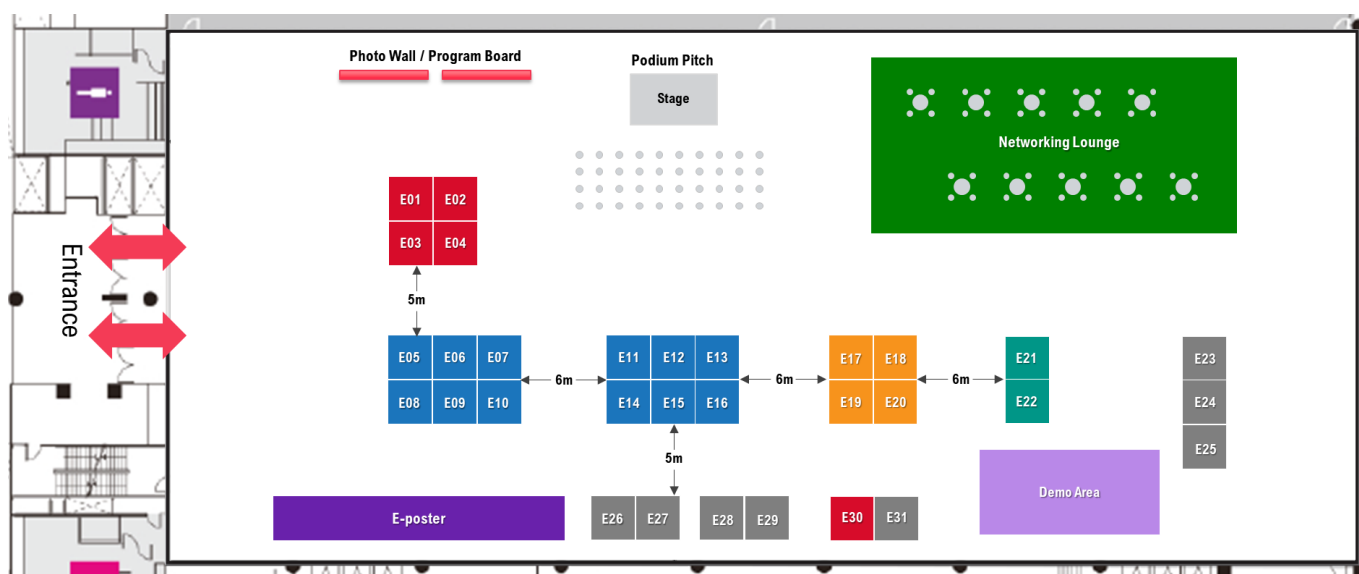 Photo Wall / Program Board
Podium Pitch
Stage
Networking Lounge
E01 E02
E03 E04
Entrance
5m
E05 E06 E07
E08 E09 E10
6m
E11 E12 E13
E14 E15 E16
6m
E17 E18
E19 E20
6m
E21
E22
E23
E24
E25
5m
Demo Area
E-poster
E26 E27
E28 E29
E30 E31